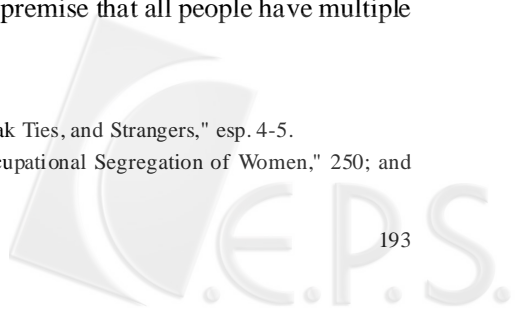 premise that all people have multiple
ak Ties, and Strangers," esp. 4-5.
cupational Segregation of Women," 250; and
193
C.E.P.S.